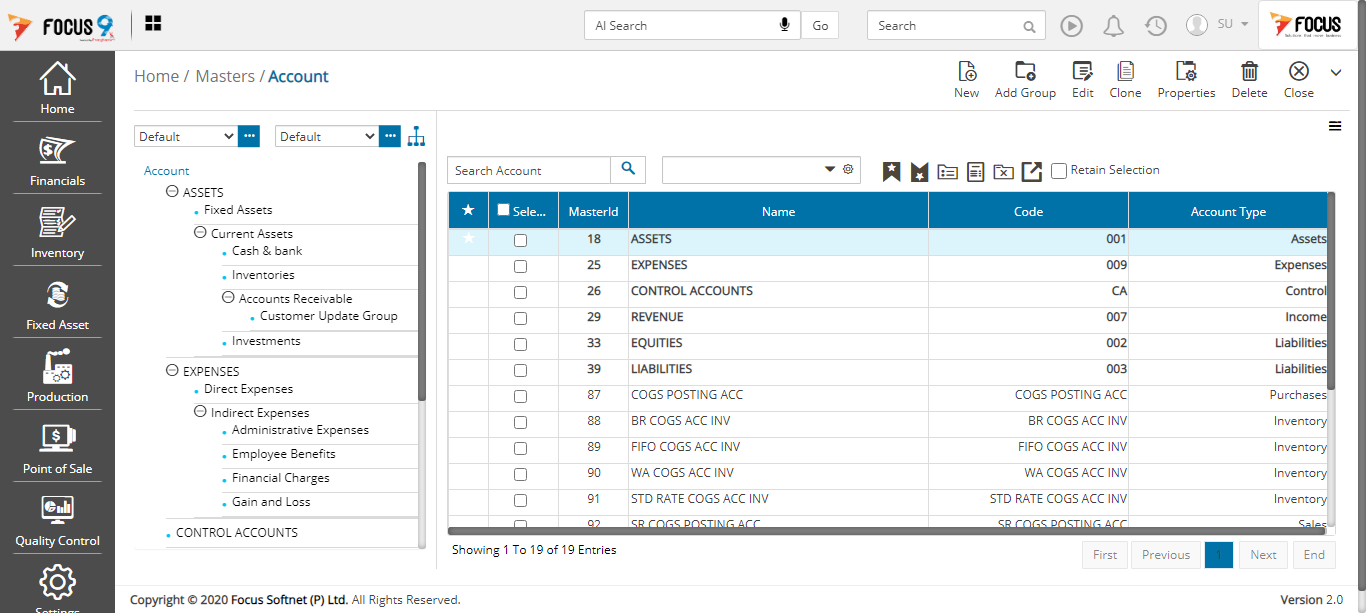 FOCUS 9
AI Search
Go
Search
SU
FOCUS
Home
Financials
Inventory
Fixed Asset
Production
Point of Sale
Quality Control
Settings
Home / Masters / Account
New
Add Group
Edit
Clone
Properties
Delete
Close
Default
Default
Account
ASSETS
Fixed Assets
Current Assets
Cash & bank
Inventories
Accounts Receivable
Customer Update Group
Investments
EXPENSES
Direct Expenses
Indirect Expenses
Administrative Expenses
Employee Benefits
Financial Charges
Gain and Loss
CONTROL ACCOUNTS
Search Account
Retain Selection
Sele... MasterId Name Code Account Type
18 ASSETS 001 Assets
25 EXPENSES 009 Expenses
26 CONTROL ACCOUNTS CA Control
29 REVENUE 007 Income
33 EQUITIES 002 Liabilities
39 LIABILITIES 003 Liabilities
87 COGS POSTING ACC COGS POSTING ACC Purchases
88 BR COGS ACC INV BR COGS ACC INV Inventory
89 FIFO COGS ACC INV FIFO COGS ACC INV Inventory
90 WA COGS ACC INV WA COGS ACC INV Inventory
91 STD RATE COGS ACC INV STD RATE COGS ACC INV Inventory
92 SR COGS POSTING ACC SR COGS POSTING ACC Sales
Showing 1 To 19 of 19 Entries
First
Previous
1
Next
End
Copyright © 2020 Focus Softnet (P) Ltd. All Rights Reserved.
Version 2.0